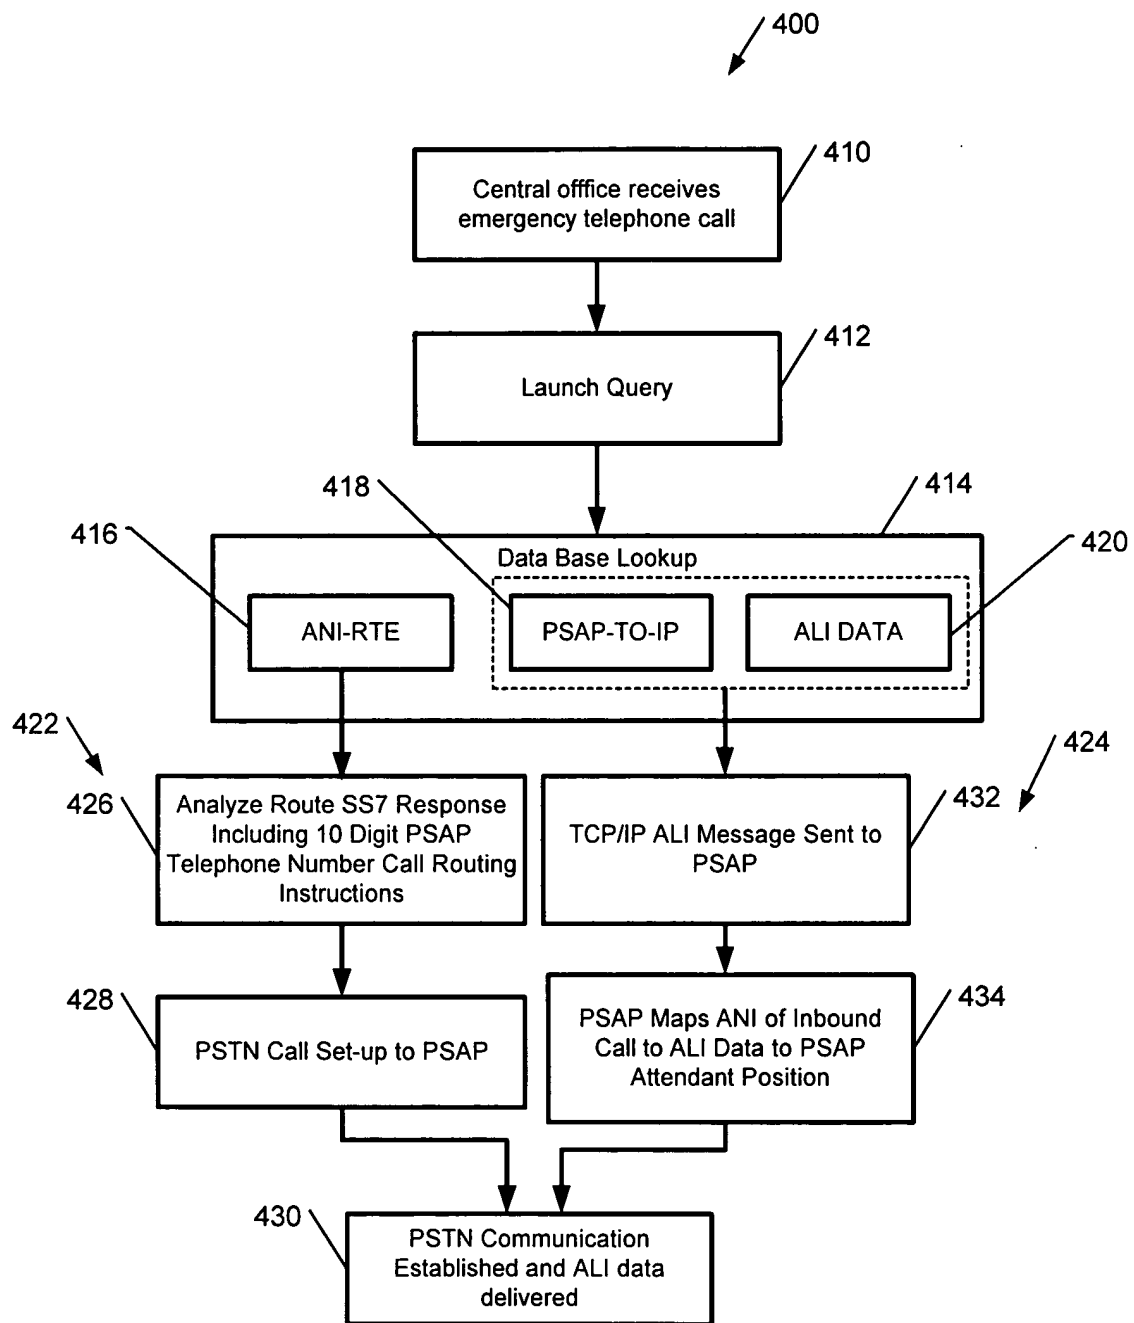 400
410
Central offfice receives
emergency telephone call
412
Launch Query
418
414
416
420
Data Base Lookup
ANI-RTE
PSAP-TO-IP
ALI DATA
422
424
426
Analyze Route SS7 Response
Including 10 Digit PSAP
Telephone Number Call Routing
Instructions
432
TCP/IP ALI Message Sent to
PSAP
428
PSTN Call Set-up to PSAP
434
PSAP Maps ANI of Inbound
Call to ALI Data to PSAP
Attendant Position
430
PSTN Communication
Established and ALI data
delivered